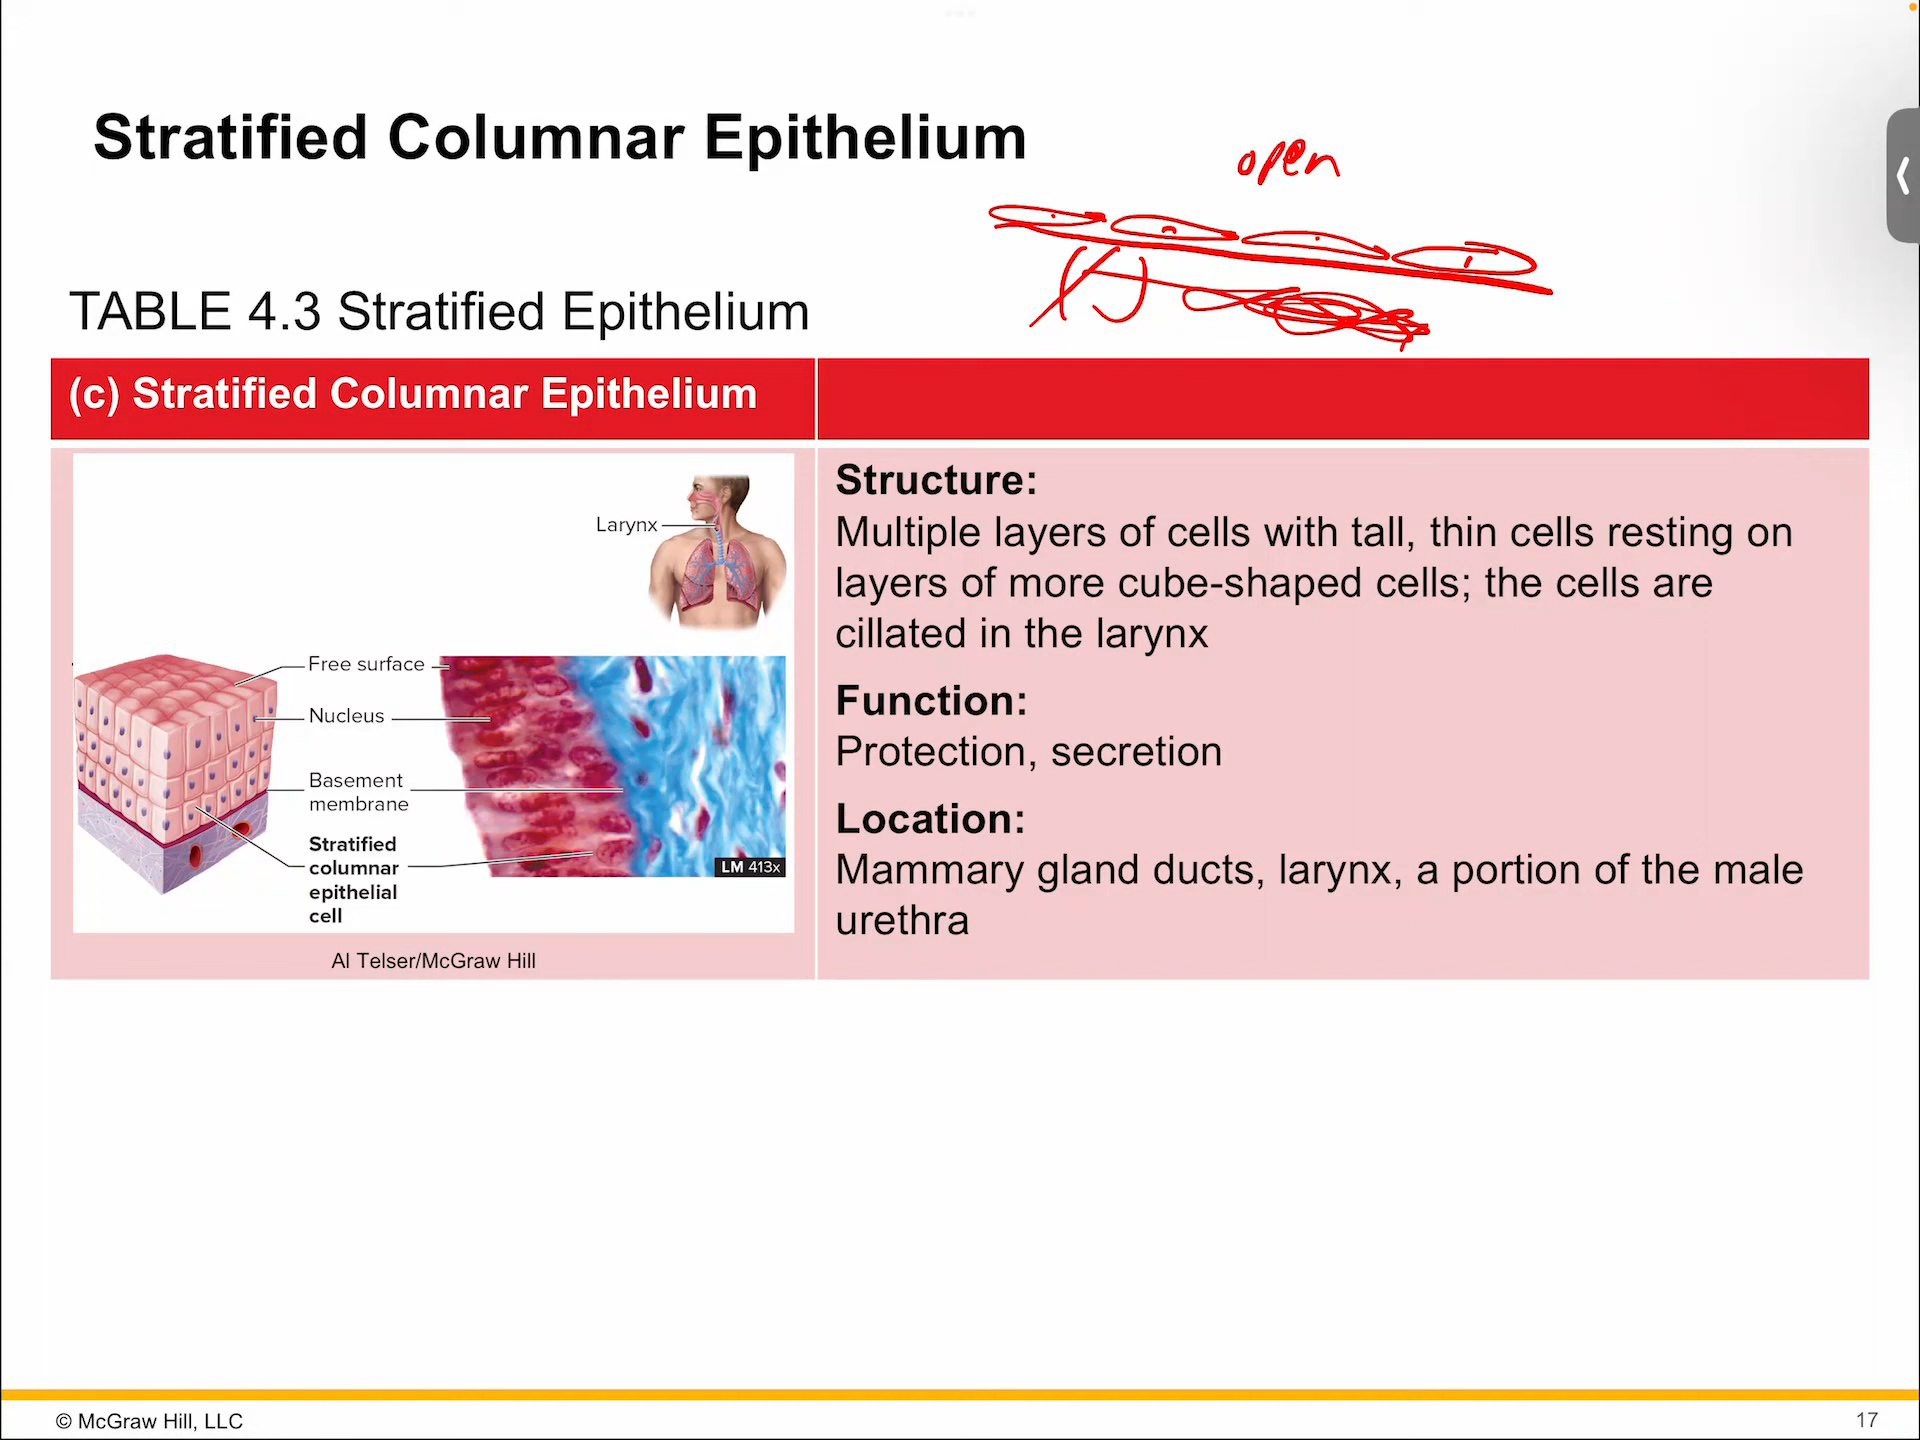 Stratified Columnar Epithelium
open
TABLE 4.3 Stratified Epithelium
(c) Stratified Columnar Epithelium
Larynx
Free surface
Nucleus
Basement
membrane
Stratified
columnar
epithelial
cell
LM 413x
Al Telser/McGraw Hill
Structure:
Multiple layers of cells with tall, thin cells resting on
layers of more cube-shaped cells; the cells are
cillated in the larynx
Function:
Protection, secretion
Location:
Mammary gland ducts, larynx, a portion of the male
urethra
© McGraw Hill, LLC
17